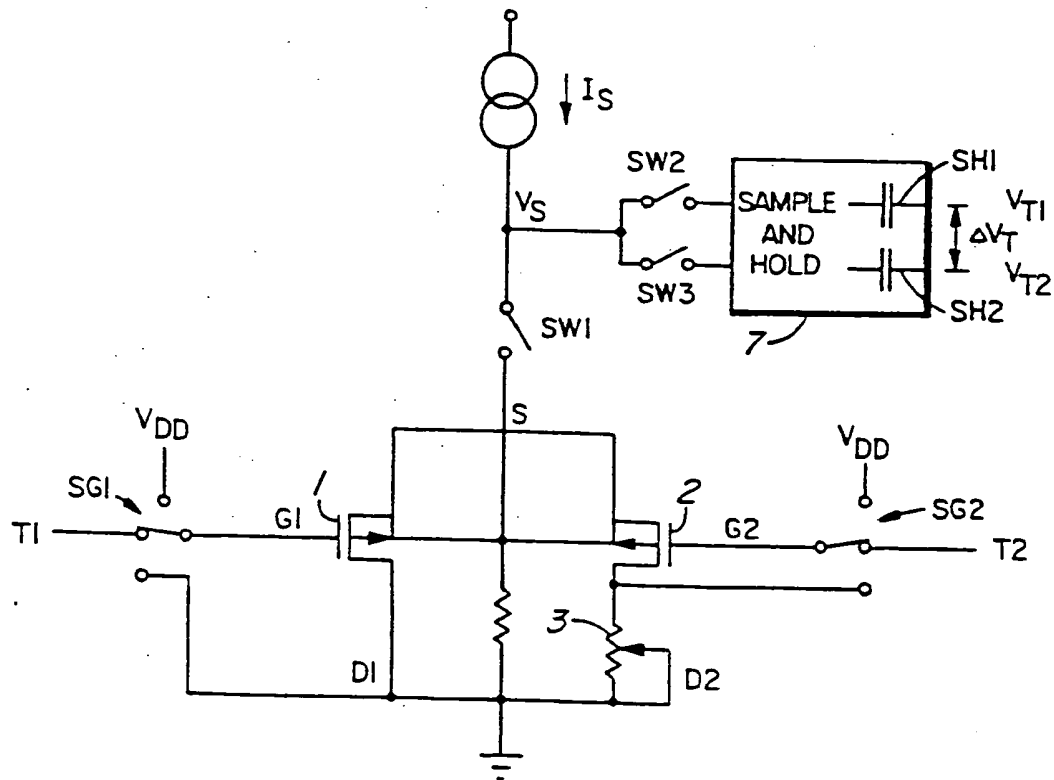 I_S
SW2
SH1
V_S
SAMPLE
AND
HOLD
V_T1
ΔV_T
V_T2
SW3
SH2
7
SW1
S
V_DD
V_DD
SG1
1
2
SG2
T1
G1
G2
T2
3
D1
D2